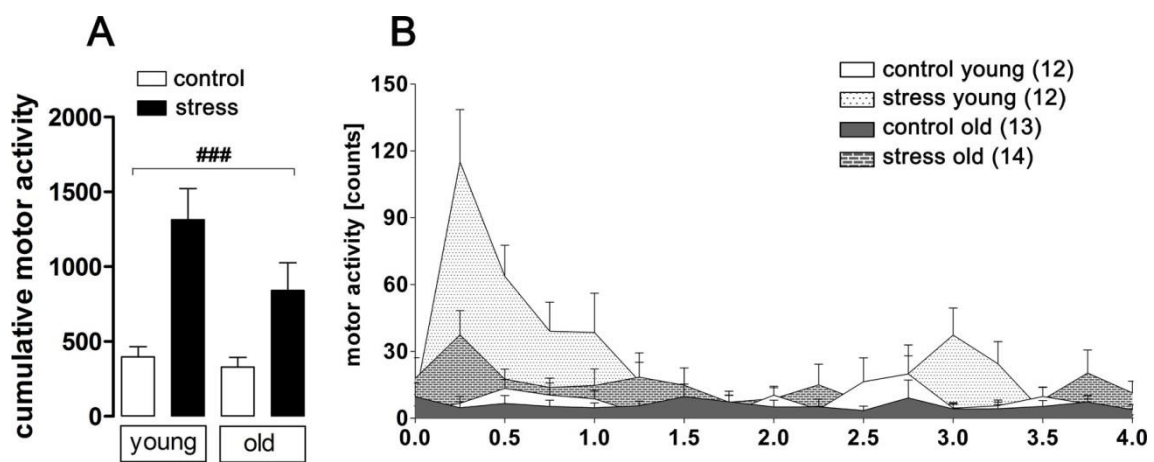 A
control
stress
cumulative motor activity
2000
1500
1000
500
0
###
young
old
B
motor activity [counts]
150
120
90
60
30
0
control young (12)
stress young (12)
control old (13)
stress old (14)
0.0 0.5 1.0 1.5 2.0 2.5 3.0 3.5 4.0